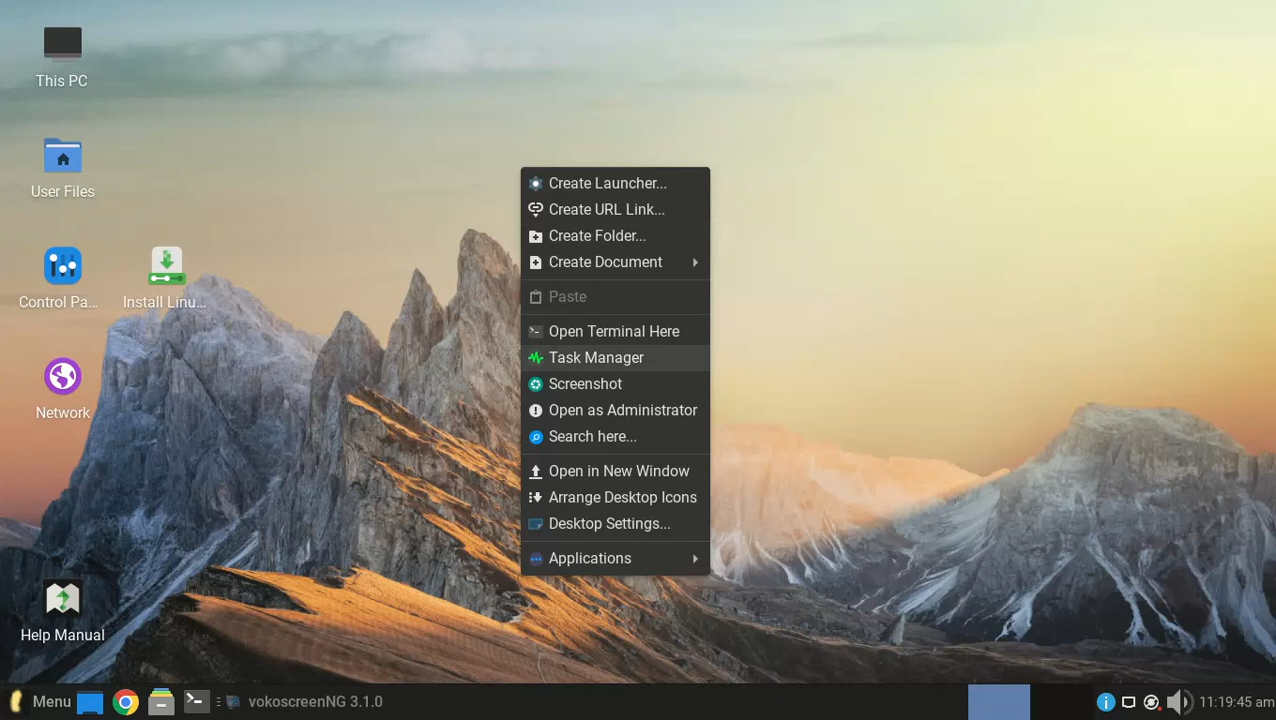 This PC
User Files
Control Pa...
Install Linu...
Network
Help Manual
Create Launcher...
Create URL Link...
Create Folder...
Create Document
Paste
Open Terminal Here
Task Manager
Screenshot
Open as Administrator
Search here...
Open in New Window
Arrange Desktop Icons
Desktop Settings...
Applications
Menu
vokoscreenNG 3.1.0
11:19:45 am